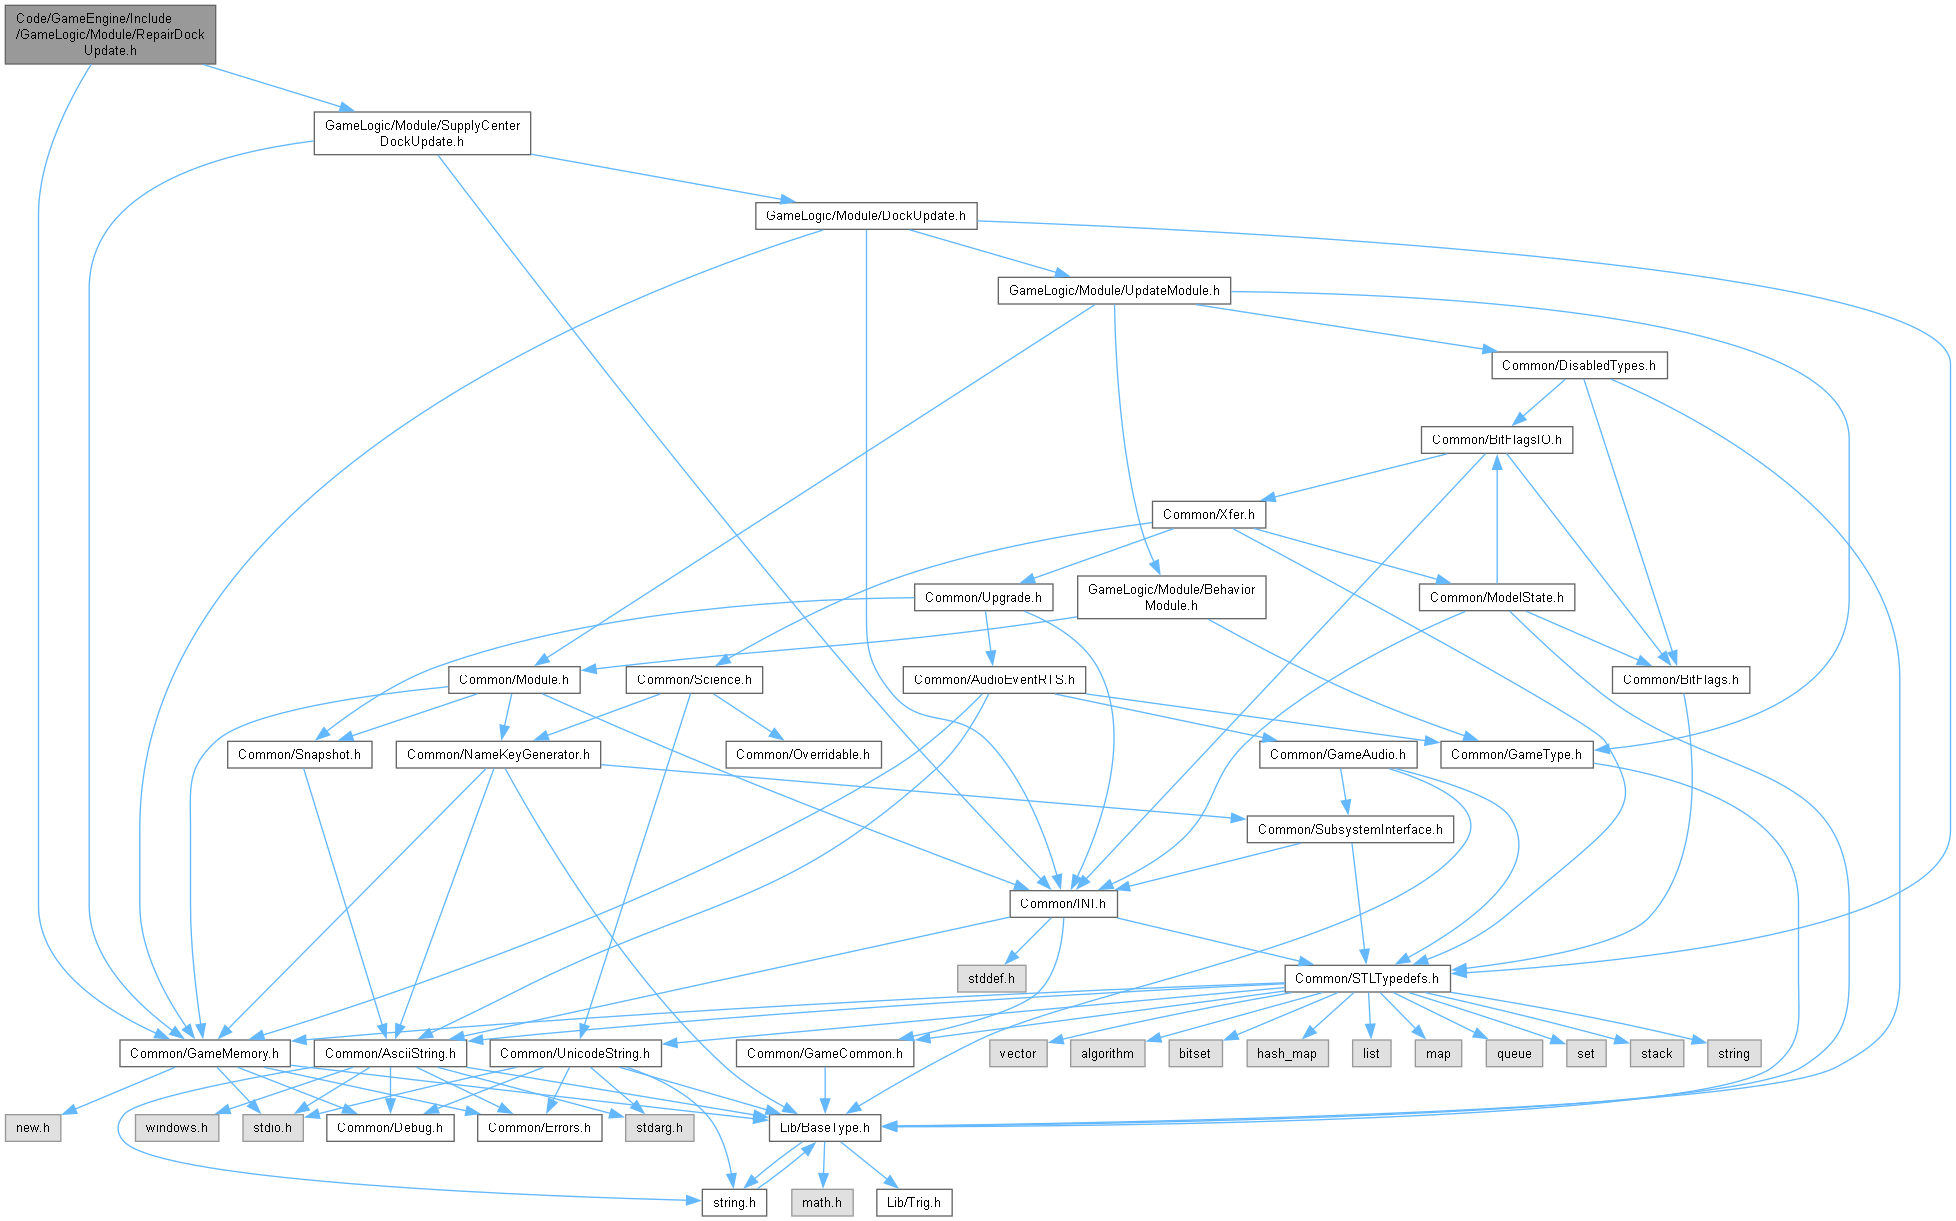 Code/GameEngine/Include
/GameLogic/Module/RepairDock
Update.h
GameLogic/Module/SupplyCenter
DockUpdate.h
GameLogic/Module/DockUpdate.h
GameLogic/Module/UpdateModule.h
Common/DisabledTypes.h
Common/BitFlagsIO.h
Common/Xfer.h
Common/Upgrade.h
GameLogic/Module/Behavior
Module.h
Common/ModelState.h
Common/Module.h
Common/Science.h
Common/AudioEventRTS.h
Common/BitFlags.h
Common/Snapshot.h
Common/NameKeyGenerator.h
Common/Overridable.h
Common/GameAudio.h
Common/GameType.h
Common/SubsystemInterface.h
Common/INI.h
stddef.h
Common/STLTypedefs.h
Common/GameMemory.h
Common/AsciiString.h
Common/UnicodeString.h
Common/GameCommon.h
vector
algorithm
bitset
hash_map
list
map
queue
set
stack
string
new.h
windows.h
stdio.h
Common/Debug.h
Common/Errors.h
stdarg.h
Lib/BaseType.h
string.h
math.h
Lib/Trig.h